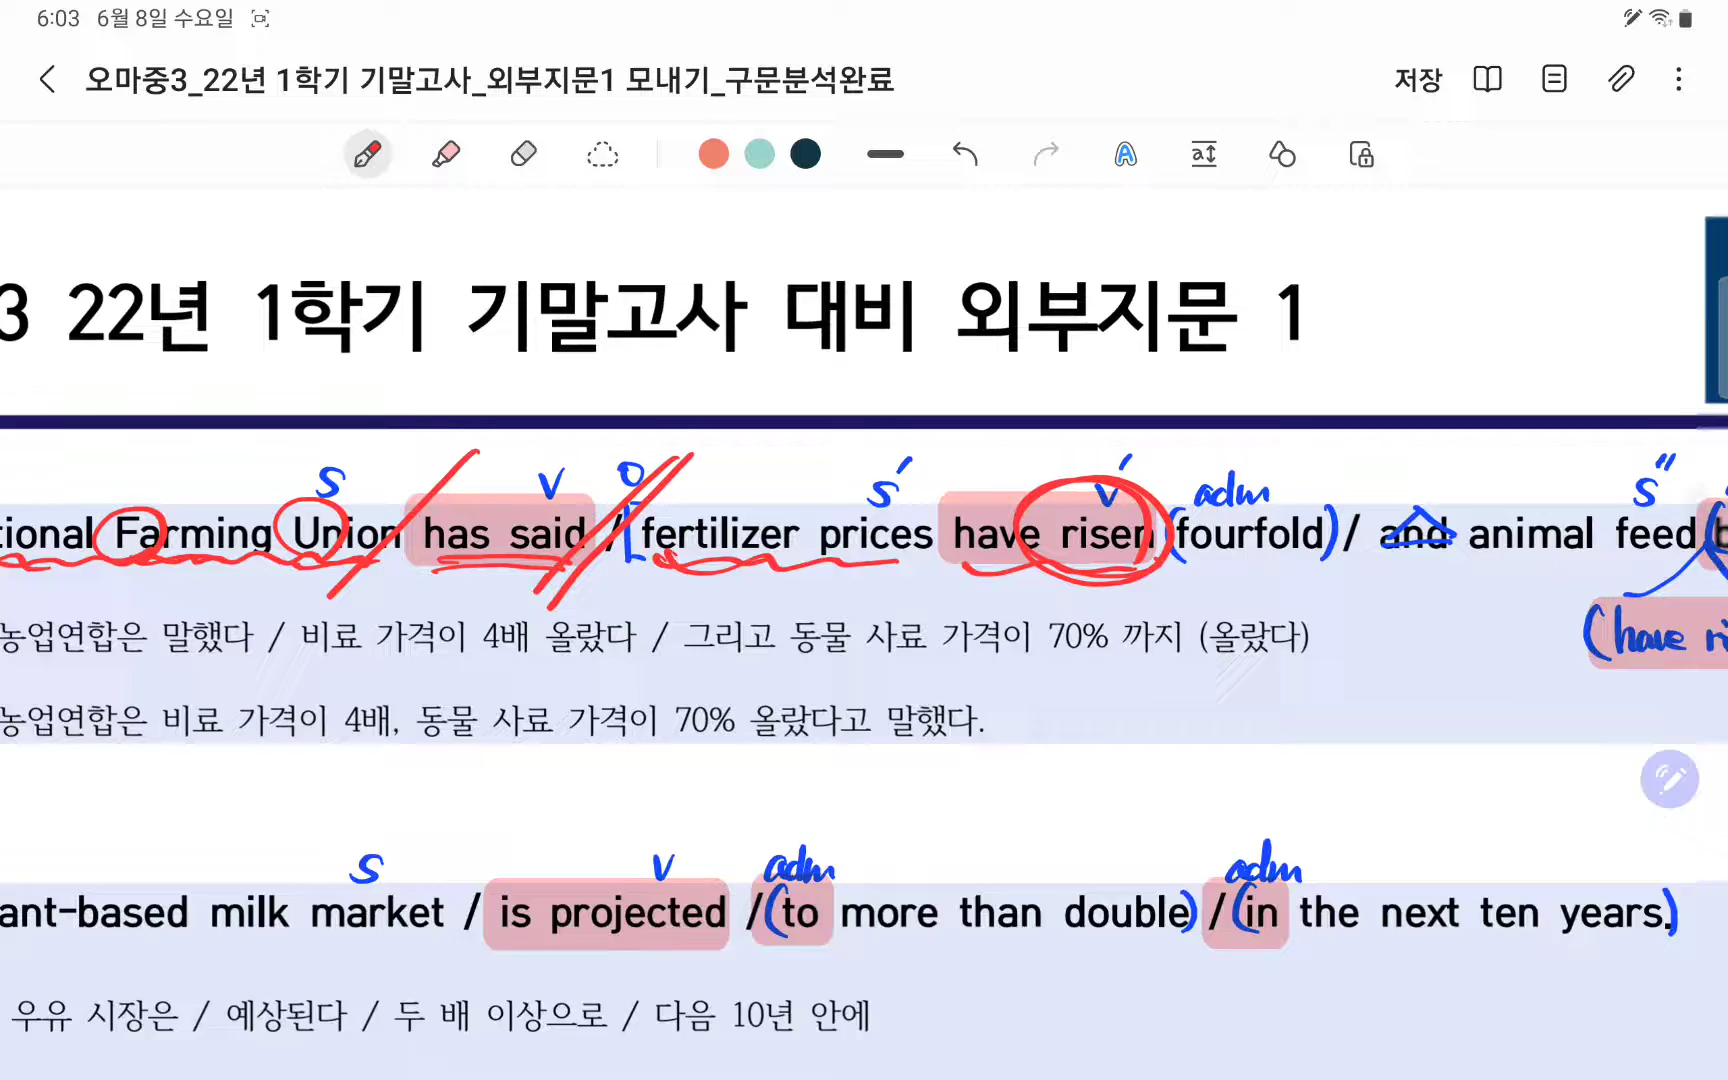 6:03 6월 8일 수요일
오마중3_22년 1학기 기말고사_외부지문1 모내기_구문분석완료 저장
3 22년 1학기 기말고사 대비 외부지문 1
S V O S′ V′ adm S″
tional Farming Union has said / [ fertilizer prices have risen (fourfold) / and animal feed (b
농업연합은 말했다 / 비료 가격이 4배 올랐다 / 그리고 동물 사료 가격이 70% 까지 (올랐다) (have ri
농업연합은 비료 가격이 4배, 동물 사료 가격이 70% 올랐다고 말했다.
S V adm adm
ant-based milk market / is projected / (to more than double) / (in the next ten years.)
우유 시장은 / 예상된다 / 두 배 이상으로 / 다음 10년 안에